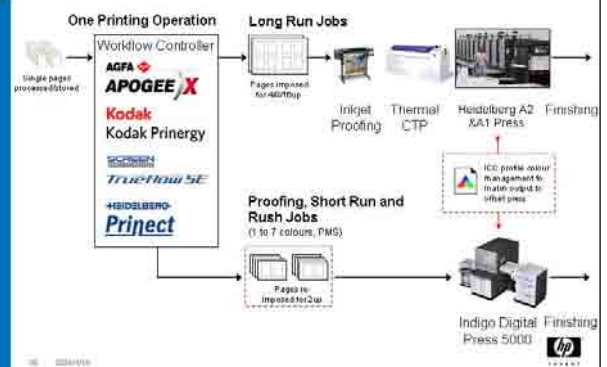 One Printing Operation
Long Run Jobs
Workflow Controller
AGFA
APOGEE X
Kodak
Kodak Prinergy
SCREEN
Trueflow SE
HEIDELBERG
Prinect
Single pages
processed/stored
Pages imposed
Inkjet
Proofing
Thermal
CTP
Heidelberg A2
&A1 Press
Finishing
ICC profile colour
management to
match output to
offset press
Proofing, Short Run and
Rush Jobs
(1 to 7 colours, PMS)
Pages re-
imposed for 2up
Indigo Digital
Press 5000
Finishing
hp
invent